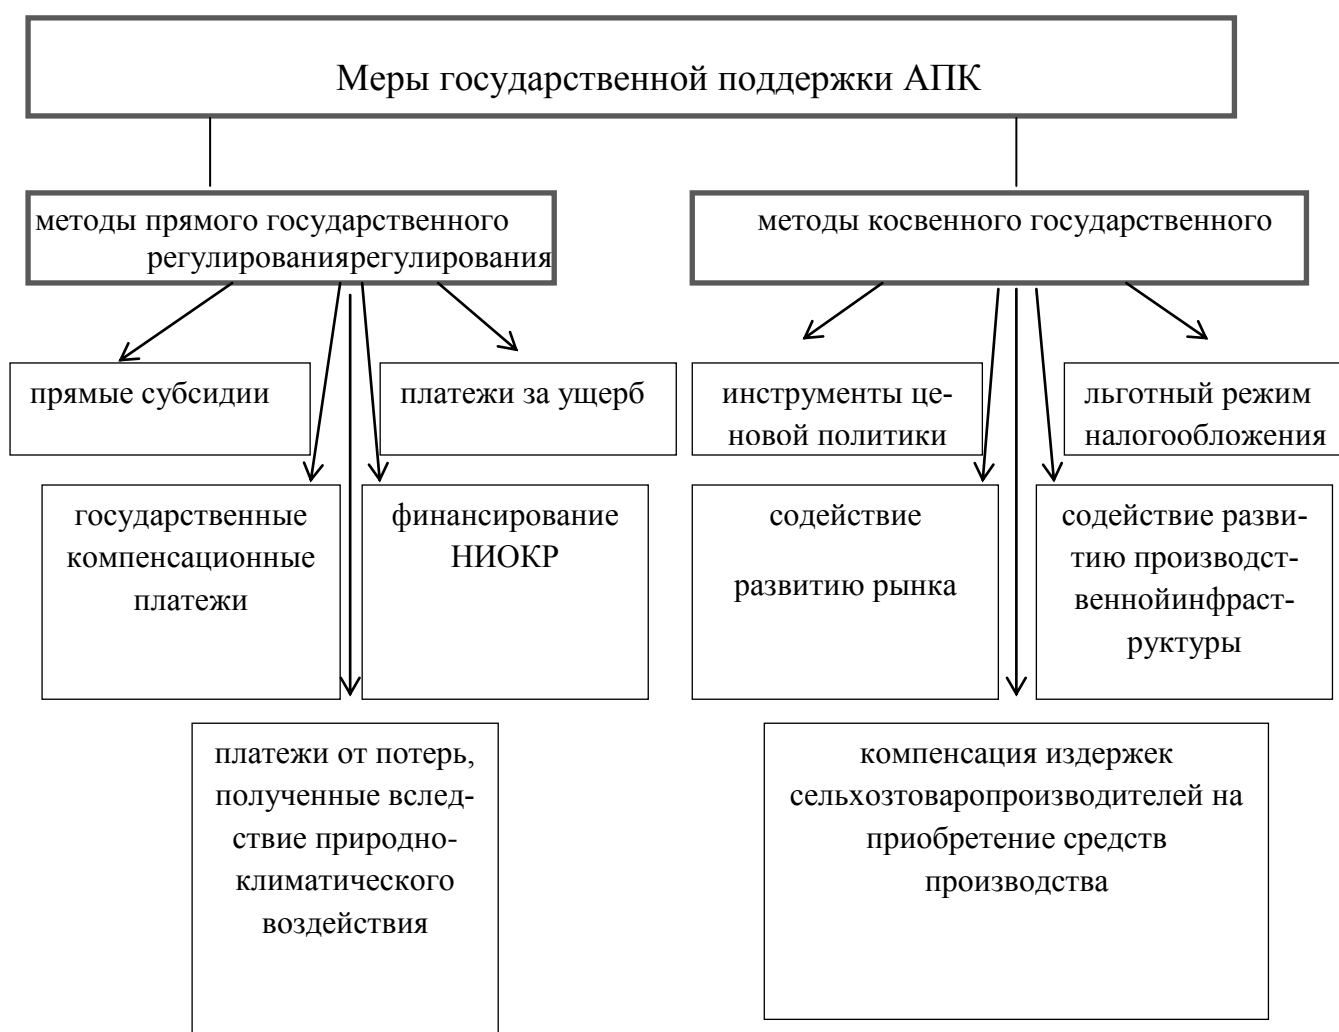 Меры государственной поддержки АПК
методы прямого государственного
регулированиярегулирования
методы косвенного государственного
прямые субсидии
платежи за ущерб
инструменты це-
новой политики
льготный режим
налогообложения
государственные
компенсационные
платежи
финансирование
НИОКР
содействие
развитию рынка
содействие разви-
тию производст-
веннойинфраст-
руктуры
платежи от потерь,
полученные вслед-
ствие природно-
климатического
воздействия
компенсация издержек
сельхозтоваропроизводителей на
приобретение средств
производства